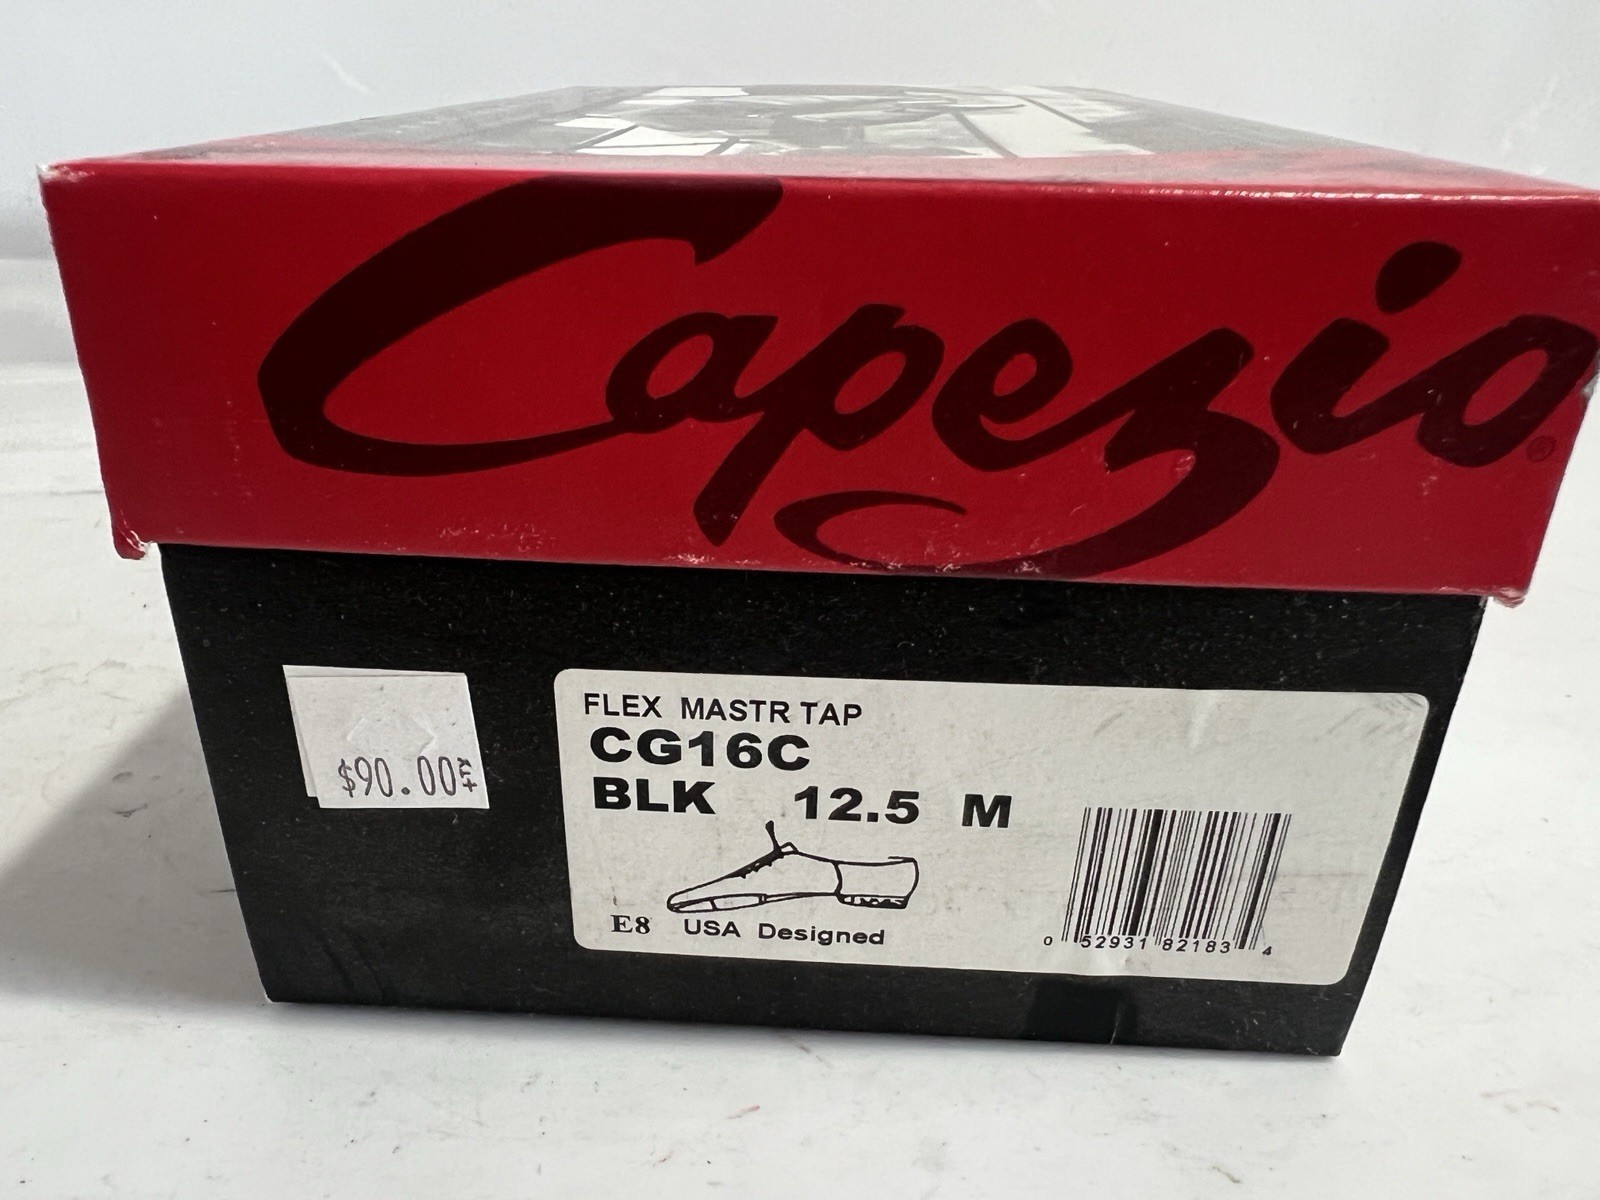 Capezio®
$90.00
FLEX MASTR TAP
CG16C
BLK 12.5 M
E8 USA Designed
0 52931 82183 4